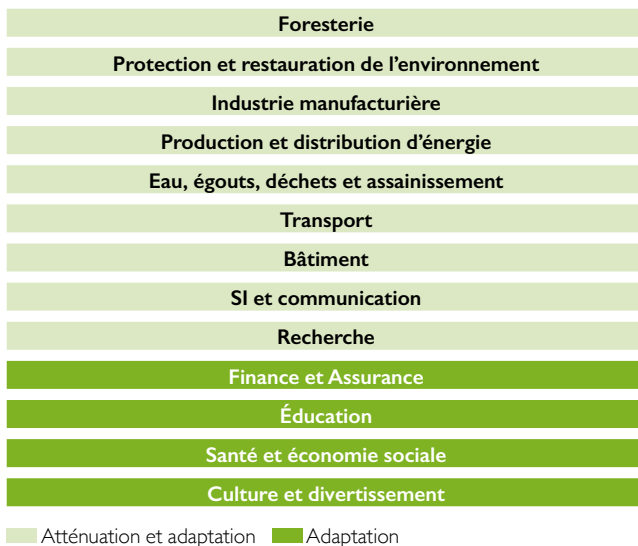 Foresterie
Protection et restauration de l'environnement
Industrie manufacturière
Production et distribution d'énergie
Eau, égouts, déchets et assainissement
Transport
Bâtiment
SI et communication
Recherche
Finance et Assurance
Éducation
Santé et économie sociale
Culture et divertissement
Atténuation et adaptation Adaptation